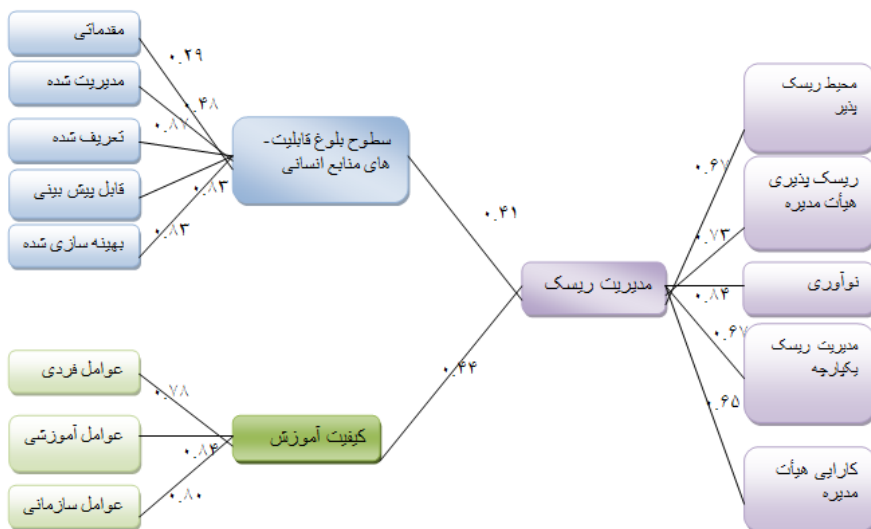 محیط ریسک
پذیر
ریسک پذیری
هیأت مدیره
نوآوری
مدیریت ریسک
یکپارچه
کارایی هیأت
مدیره
۰.۶۷
۰.۷۳
۰.۸۴
۰.۶۷
۰.۶۵
مدیریت ریسک
۰.۴۱
۰.۴۴
سطوح بلوغ قابلیت-
های منابع انسانی
کیفیت آموزش
۰.۲۹
۰.۴۸
۰.۸۷
۰.۸۳
۰.۸۳
۰.۷۸
۰.۸۴
۰.۸۰
مقدماتی
مدیریت شده
تعریف شده
قابل پیش بینی
بهینه سازی شده
عوامل فردی
عوامل آموزشی
عوامل سازمانی